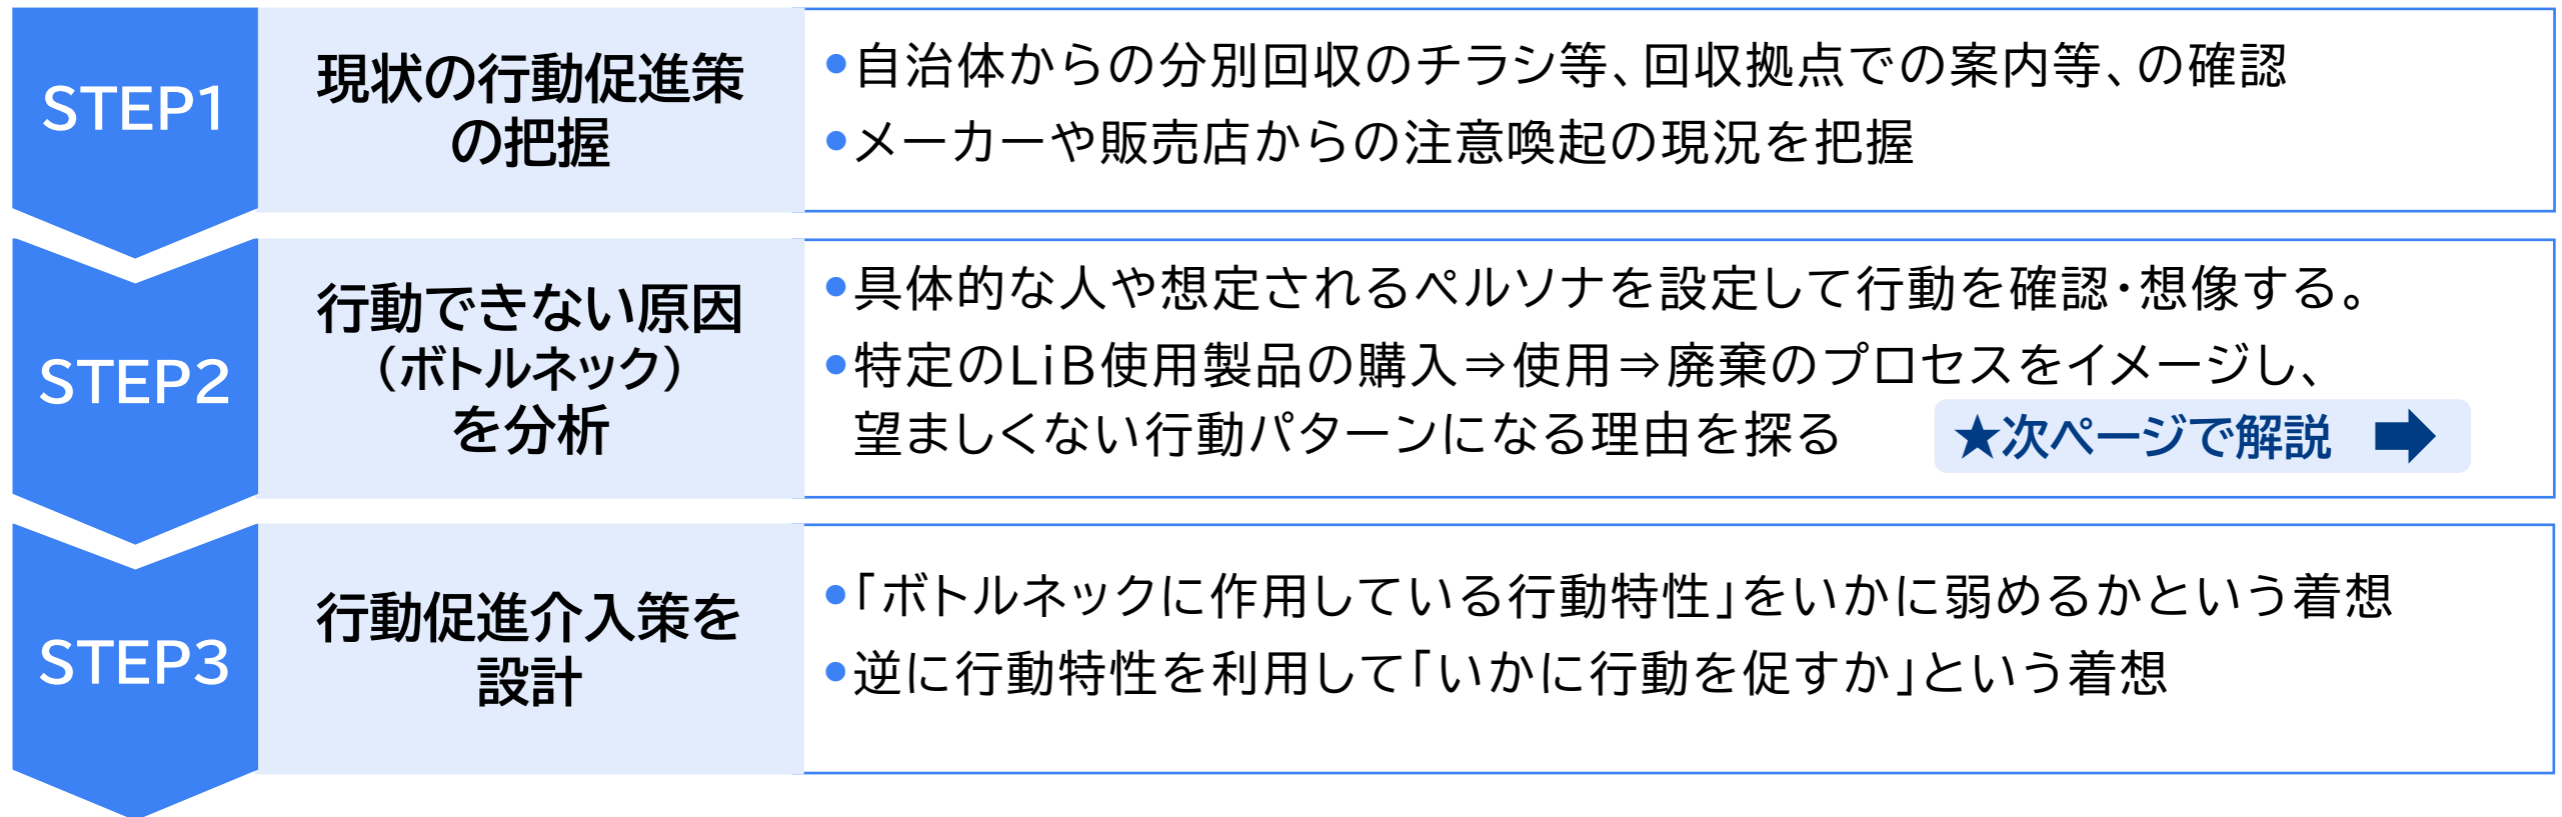 STEP1
現状の行動促進策
の把握
•自治体からの分別回収のチラシ等、回収拠点での案内等、の確認
•メーカーや販売店からの注意喚起の現況を把握
STEP2
行動できない原因
（ボトルネック）
を分析
•具体的な人や想定されるペルソナを設定して行動を確認・想像する。
•特定のLiB使用製品の購入⇒使用⇒廃棄のプロセスをイメージし、
望ましくない行動パターンになる理由を探る
★次ページで解説
STEP3
行動促進介入策を
設計
•「ボトルネックに作用している行動特性」をいかに弱めるかという着想
•逆に行動特性を利用して「いかに行動を促すか」という着想